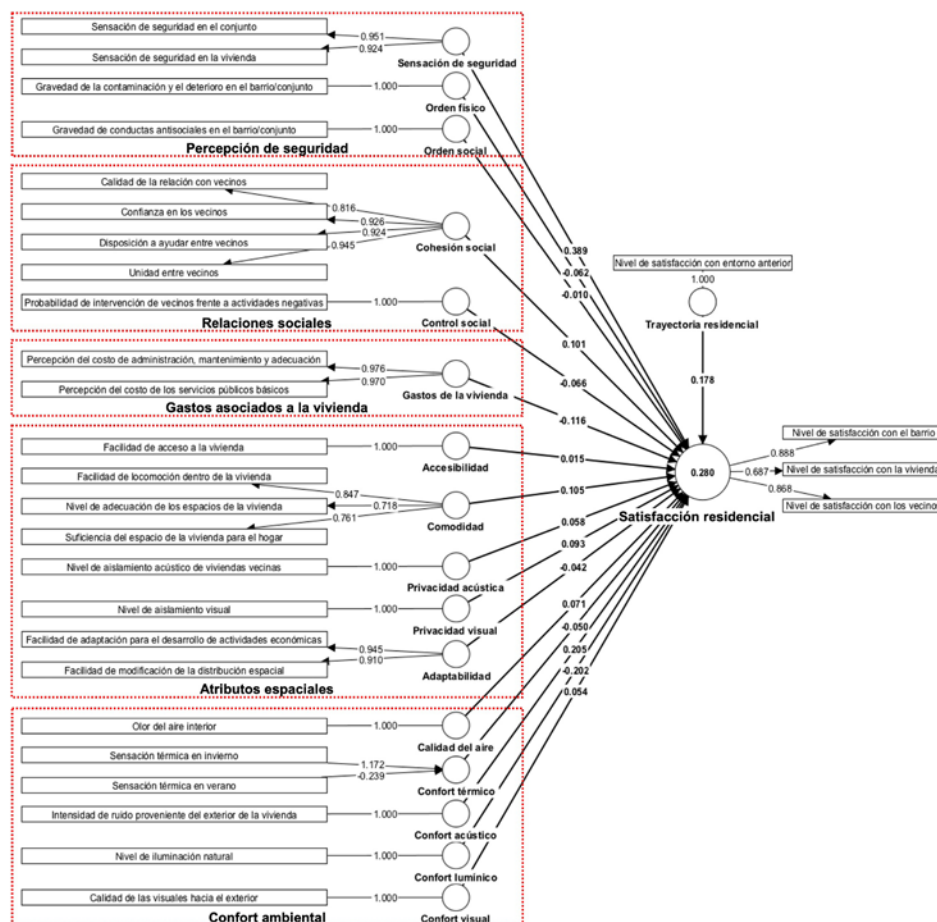 Sensación de seguridad en el conjunto
0.951
0.924
Sensación de seguridad en la vivienda
Sensación de seguridad
Gravedad de la contaminación y el deterioro en el barrio/conjunto
1.000
Orden físico
Gravedad de conductas antisociales en el barrio/conjunto
1.000
Orden social
Percepción de seguridad
Calidad de la relación con vecinos
0.816
Confianza en los vecinos
0.926
0.924
Disposición a ayudar entre vecinos
0.945
Cohesión social
Unidad entre vecinos
Probabilidad de intervención de vecinos frente a actividades negativas
1.000
Control social
Relaciones sociales
Percepción del costo de administración, mantenimiento y adecuación
0.976
0.970
Percepción del costo de los servicios públicos básicos
Gastos de la vivienda
Gastos asociados a la vivienda
Facilidad de acceso a la vivienda
1.000
Accesibilidad
Facilidad de locomoción dentro de la vivienda
0.847
Nivel de adecuación de los espacios de la vivienda
0.718
0.761
Comodidad
Suficiencia del espacio de la vivienda para el hogar
Nivel de aislamiento acústico de viviendas vecinas
1.000
Privacidad acústica
Nivel de aislamiento visual
1.000
Privacidad visual
Facilidad de adaptación para el desarrollo de actividades económicas
0.945
0.910
Facilidad de modificación de la distribución espacial
Adaptabilidad
Atributos espaciales
Olor del aire interior
1.000
Calidad del aire
Sensación térmica en invierno
1.172
-0.239
Sensación térmica en verano
Confort térmico
Intensidad de ruído proveniente del exterior de la vivienda
1.000
Confort acústico
Nivel de iluminación natural
1.000
Confort lumínico
Calidad de las visuales hacia el exterior
1.000
Confort visual
Confort ambiental
0.389
-0.062
-0.010
0.101
-0.066
-0.116
0.015
0.105
0.058
0.093
-0.042
0.071
-0.050
0.205
-0.202
0.054
Nivel de satisfacción con entorno anterior
1.000
Trayectoria residencial
0.178
0.280
Satisfacción residencial
Nivel de satisfacción con el barrio
0.888
0.687
Nivel de satisfacción con la vivienda
0.868
Nivel de satisfacción con los vecinos